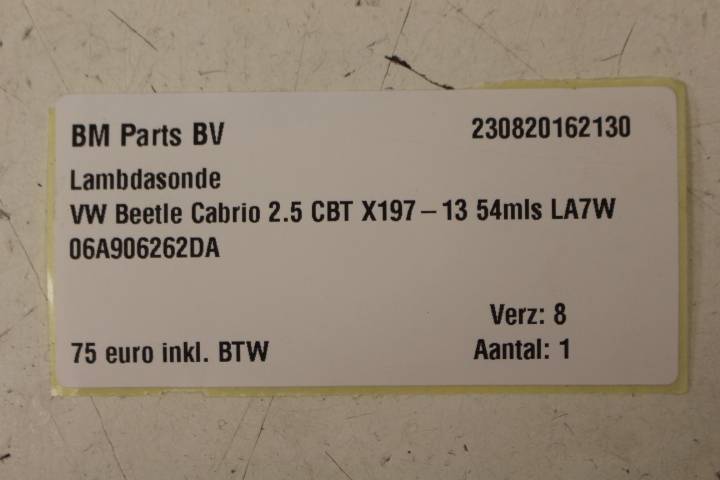 BM Parts BV 230820162130
Lambdasonde
VW Beetle Cabrio 2.5 CBT X197 – 13 54mls LA7W
06A906262DA
Verz: 8
75 euro inkl. BTW Aantal: 1